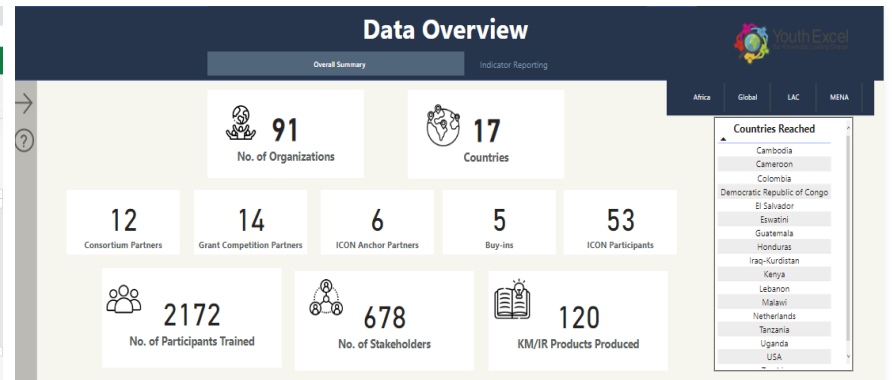 Data Overview
Youth Excel
Overall Summary
Indicator Reporting
Africa
Global
LAC
MENA
91
No. of Organizations
17
Countries
12
Consortium Partners
14
Grant Competition Partners
6
ICON Anchor Partners
5
Buy-ins
53
ICON Participants
2172
No. of Participants Trained
678
No. of Stakeholders
120
KM/IR Products Produced
Countries Reached
Cambodia
Cameroon
Colombia
Democratic Republic of Congo
El Salvador
Eswatini
Guatemala
Honduras
Iraq-Kurdistan
Kenya
Lebanon
Malawi
Netherlands
Tanzania
Uganda
USA